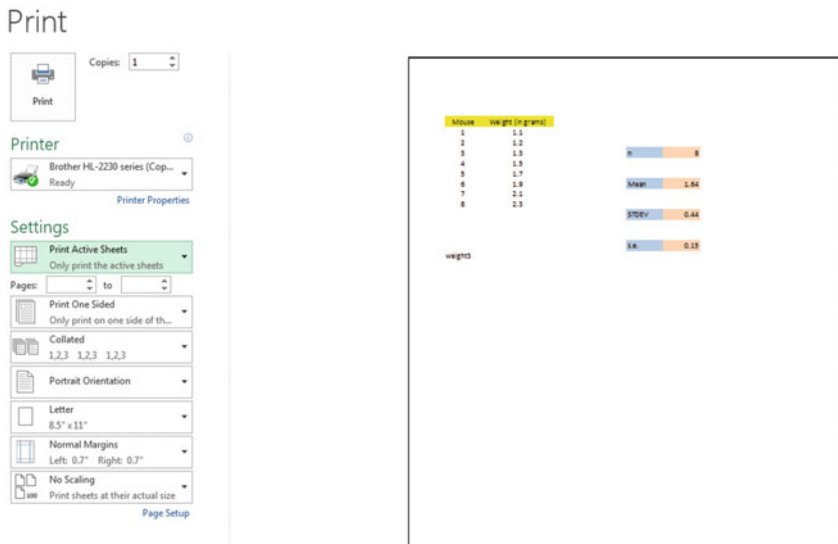 Print
Copies: 1
Print
Printer
Brother HL-2230 series (Cop...
Ready
Printer Properties
Settings
Print Active Sheets
Only print the active sheets
Pages: to
Print One Sided
Only print on one side of th...
Collated
1,2,3 1,2,3 1,2,3
Portrait Orientation
Letter
8.5" x 11"
Normal Margins
Left: 0.7" Right: 0.7"
No Scaling
100 Print sheets at their actual size
Page Setup
Mouse Weight (in grams)
1 1.1
2 1.2
3 1.3
4 1.5
5 1.7
6 1.9
7 2.1
8 2.3
n 8
Mean 1.64
STDEV 0.44
s.e. 0.15
weight3